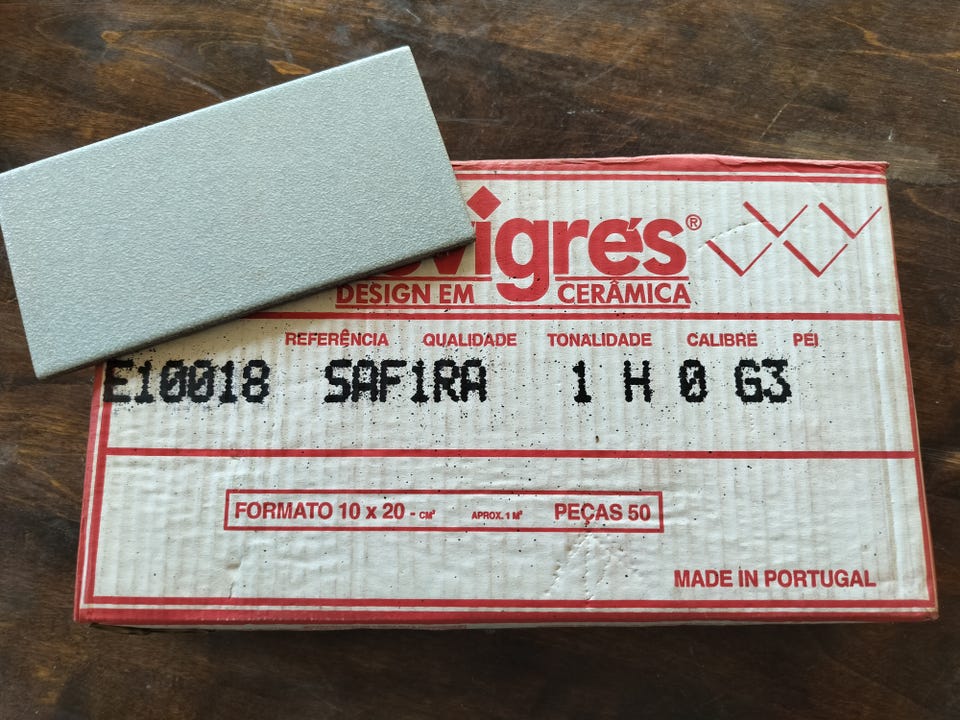 vigrés®
DESIGN EM CERÂMICA
REFERÊNCIA QUALIDADE TONALIDADE CALIBRE PEI
E10018 SAFIRA 1 H 0 G3
FORMATO 10 x 20 - CM² APROX. 1 M² PEÇAS 50
MADE IN PORTUGAL